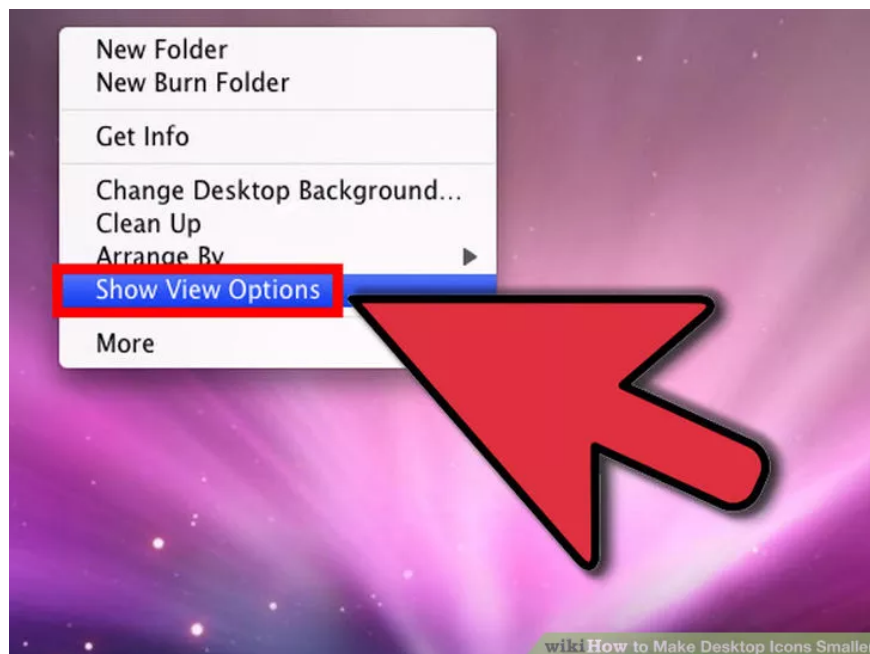 New Folder
New Burn Folder
Get Info
Change Desktop Background...
Clean Up
Arrange By
Show View Options
More
wikiHow to Make Desktop Icons Smaller